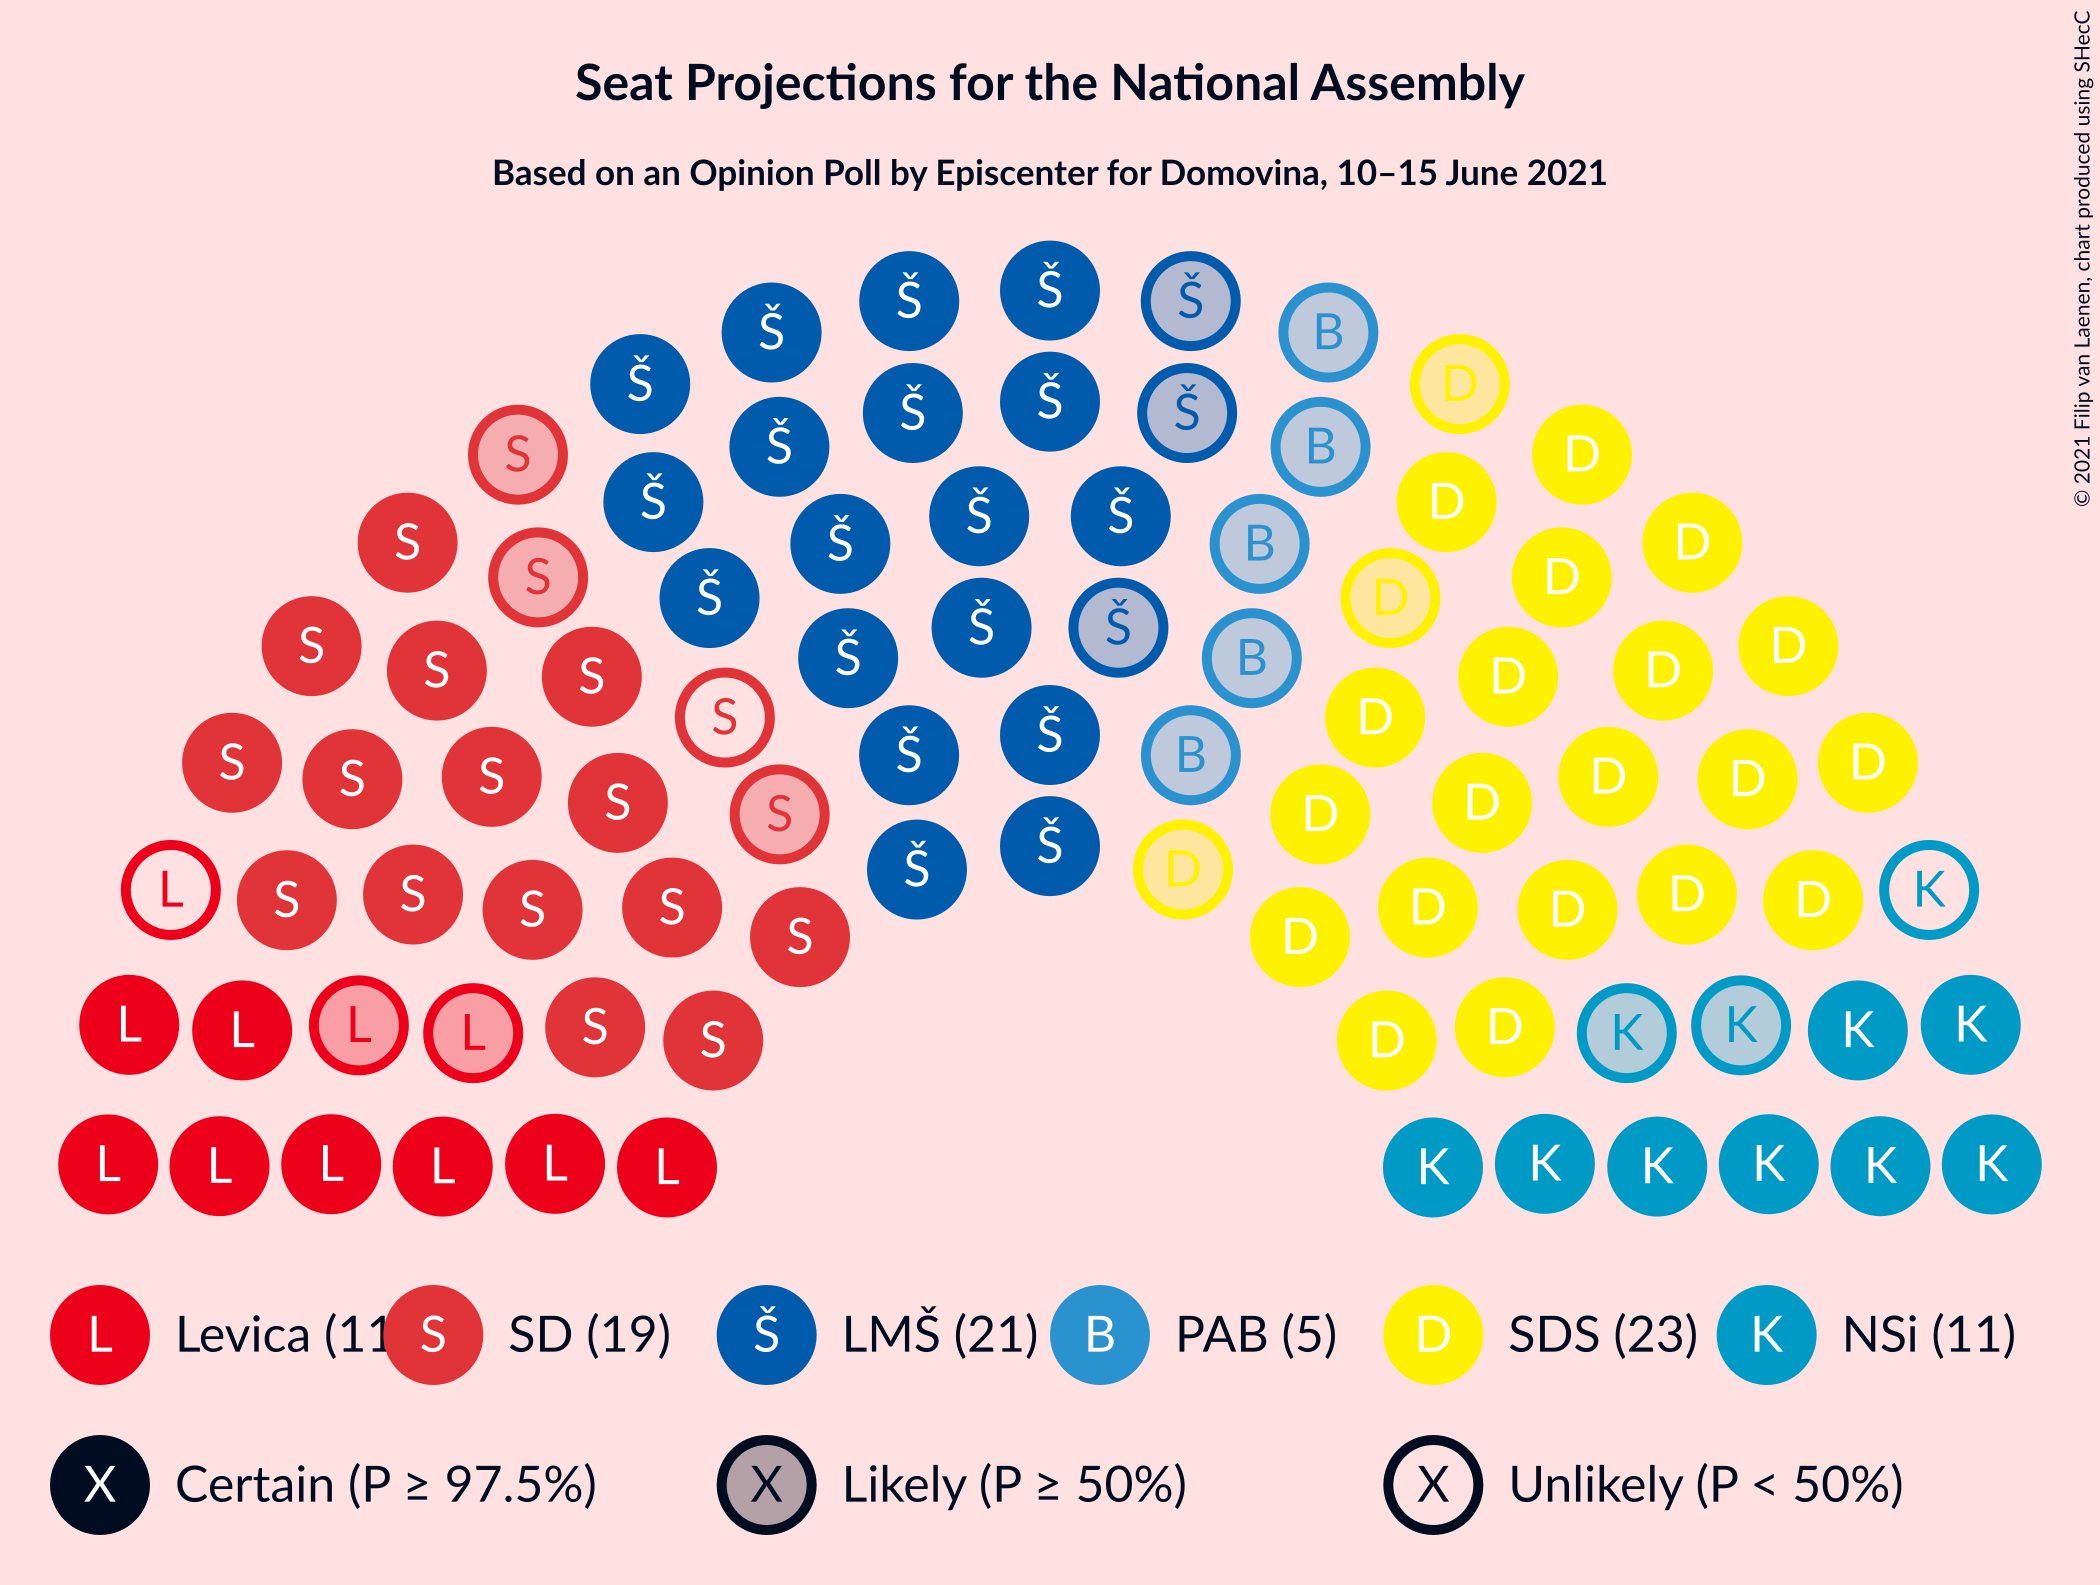 Seat Projections for the National Assembly
Based on an Opinion Poll by Episcenter for Domovina, 10–15 June 2021
© 2021 Filip van Laenen, chart produced using SHecC
Š Š Š Š Š B D
Š S D
Š Š Š Š B
S Š D D
Š Š Š B D
S S Š D D
S Š Š Š B D
S S D D
S S D
S Š Š B D
S S S D D D
S S D D
L S S S S S Š Š D D D D D D K
L L L L S S D D K K K K
L L L L L L K K K K K K
L Levica (11 S SD (19) Š LMŠ (21) B PAB (5) D SDS (23) K NSi (11)
X Certain (P ≥ 97.5%) X Likely (P ≥ 50%) X Unlikely (P < 50%)